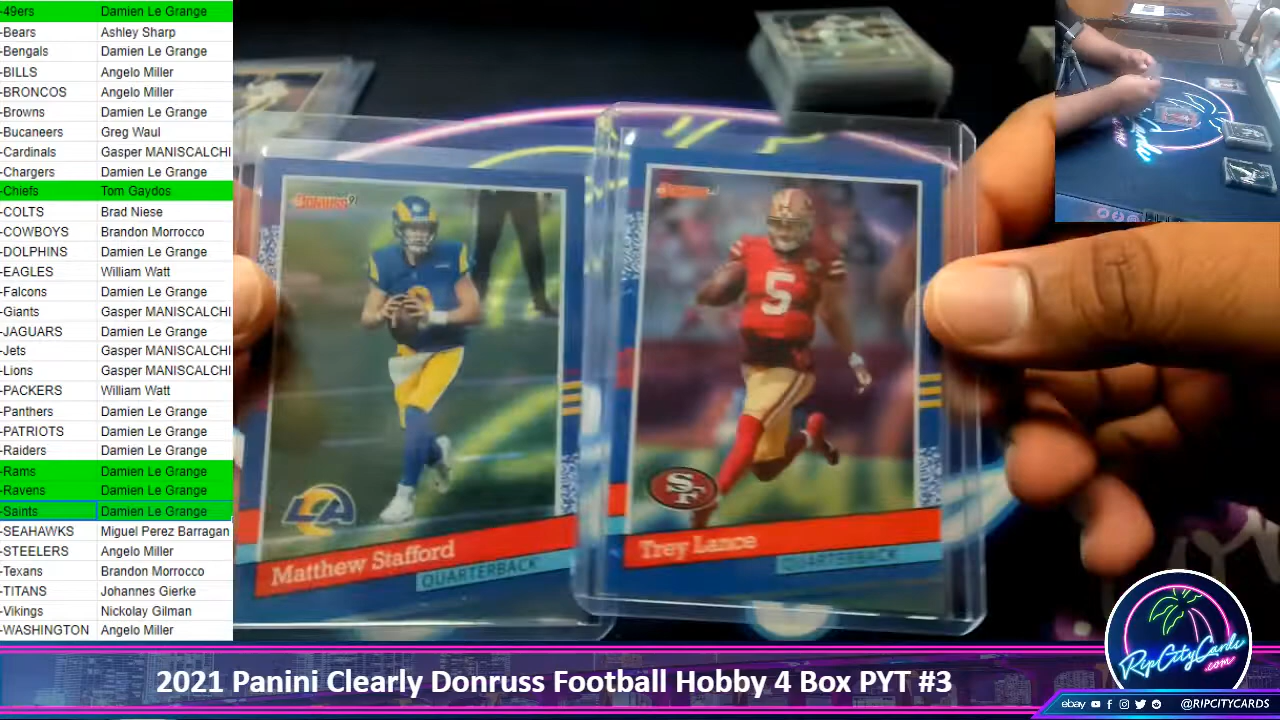 -49ers Damien Le Grange
-Bears Ashley Sharp
-Bengals Damien Le Grange
-BILLS Angelo Miller
-BRONCOS Angelo Miller
-Browns Damien Le Grange
-Bucaneers Greg Waul
-Cardinals Gasper MANISCALCHI
-Chargers Damien Le Grange
-Chiefs Tom Gaydos
-COLTS Brad Niese
-COWBOYS Brandon Morrocco
-DOLPHINS Damien Le Grange
-EAGLES William Watt
-Falcons Damien Le Grange
-Giants Gasper MANISCALCHI
-JAGUARS Damien Le Grange
-Jets Gasper MANISCALCHI
-Lions Gasper MANISCALCHI
-PACKERS William Watt
-Panthers Damien Le Grange
-PATRIOTS Damien Le Grange
-Raiders Damien Le Grange
-Rams Damien Le Grange
-Ravens Damien Le Grange
-Saints Damien Le Grange
-SEAHAWKS Miguel Perez Barragan
-STEELERS Angelo Miller
-Texans Brandon Morrocco
-TITANS Johannes Gierke
-Vikings Nickolay Gilman
-WASHINGTON Angelo Miller
Donruss
LA
Matthew Stafford
QUARTERBACK
Donruss
5
SF
Trey Lance
QUARTERBACK
RipCityCards
.com
2021 Panini Clearly Donruss Football Hobby 4 Box PYT #3
ebay @RIPCITYCARDS